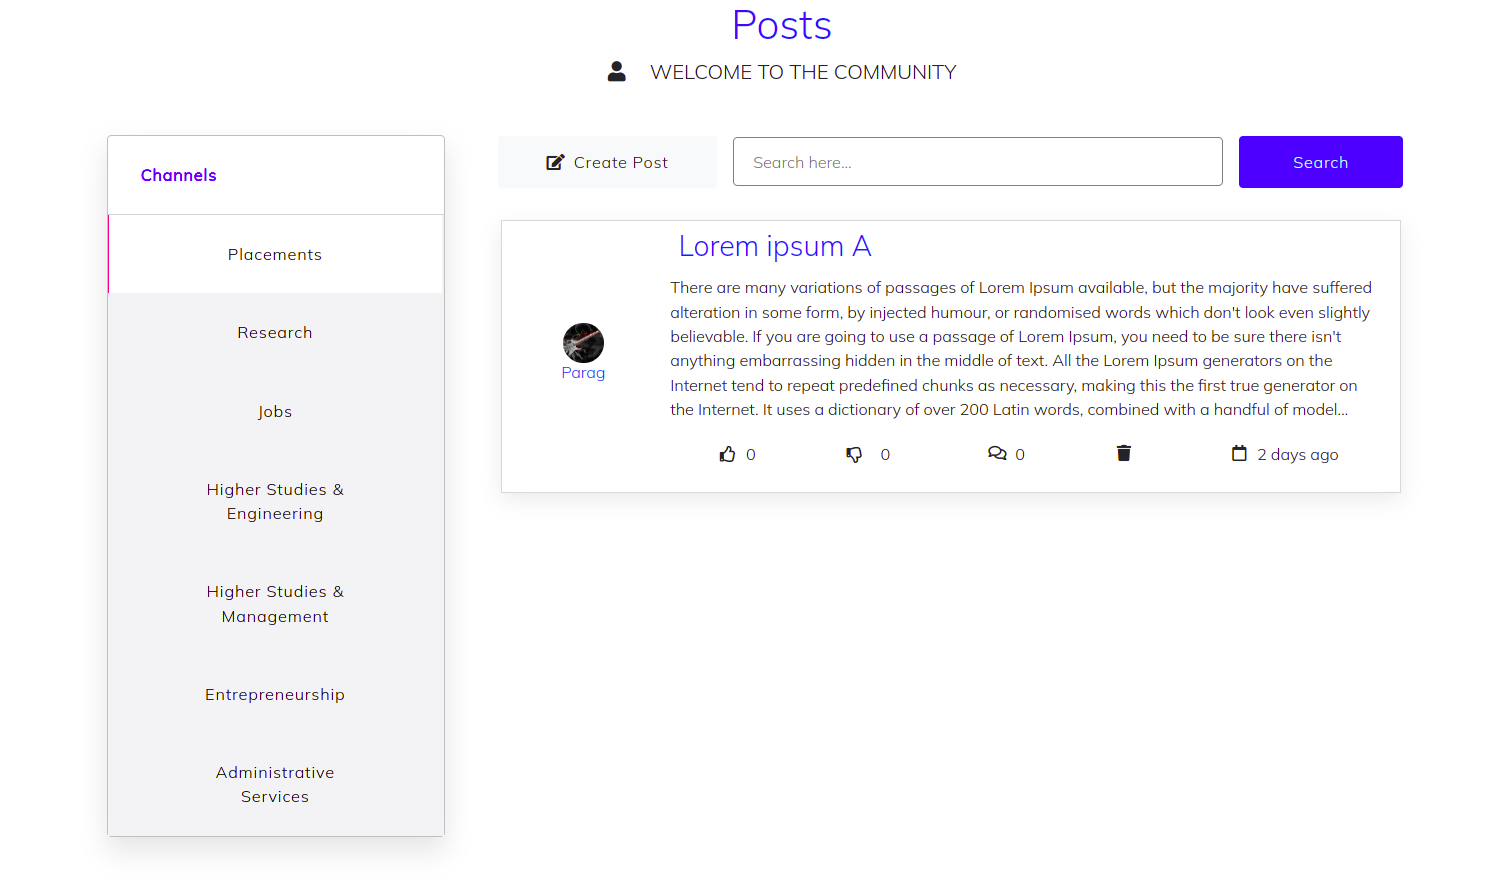 Posts
WELCOME TO THE COMMUNITY
Channels
Placements
Research
Jobs
Higher Studies &
Engineering
Higher Studies &
Management
Entrepreneurship
Administrative
Services
Create Post
Search here...
Search
Lorem ipsum A
Parag
There are many variations of passages of Lorem Ipsum available, but the majority have suffered
alteration in some form, by injected humour, or randomised words which don't look even slightly
believable. If you are going to use a passage of Lorem Ipsum, you need to be sure there isn't
anything embarrassing hidden in the middle of text. All the Lorem Ipsum generators on the
Internet tend to repeat predefined chunks as necessary, making this the first true generator on
the Internet. It uses a dictionary of over 200 Latin words, combined with a handful of model...
0 0 0 2 days ago